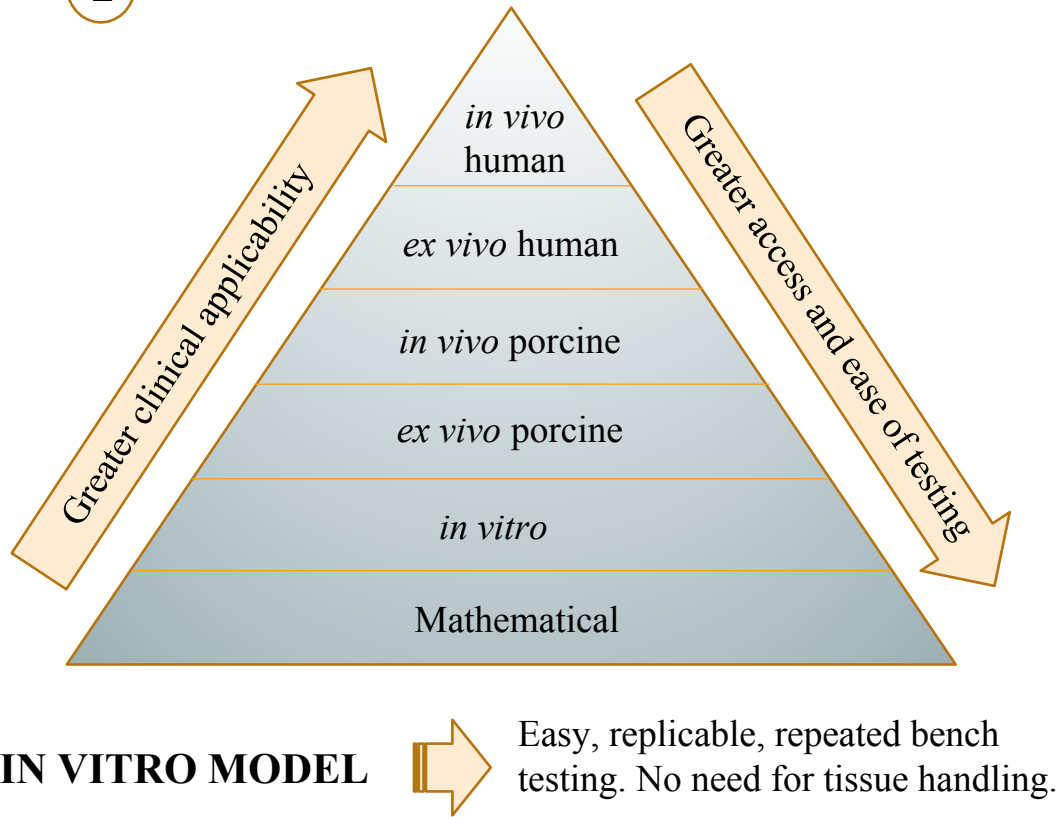 in vivo
human
ex vivo human
in vivo porcine
ex vivo porcine
in vitro
Mathematical
Greater clinical applicability
Greater access and ease of testing
IN VITRO MODEL
Easy, replicable, repeated bench
testing. No need for tissue handling.